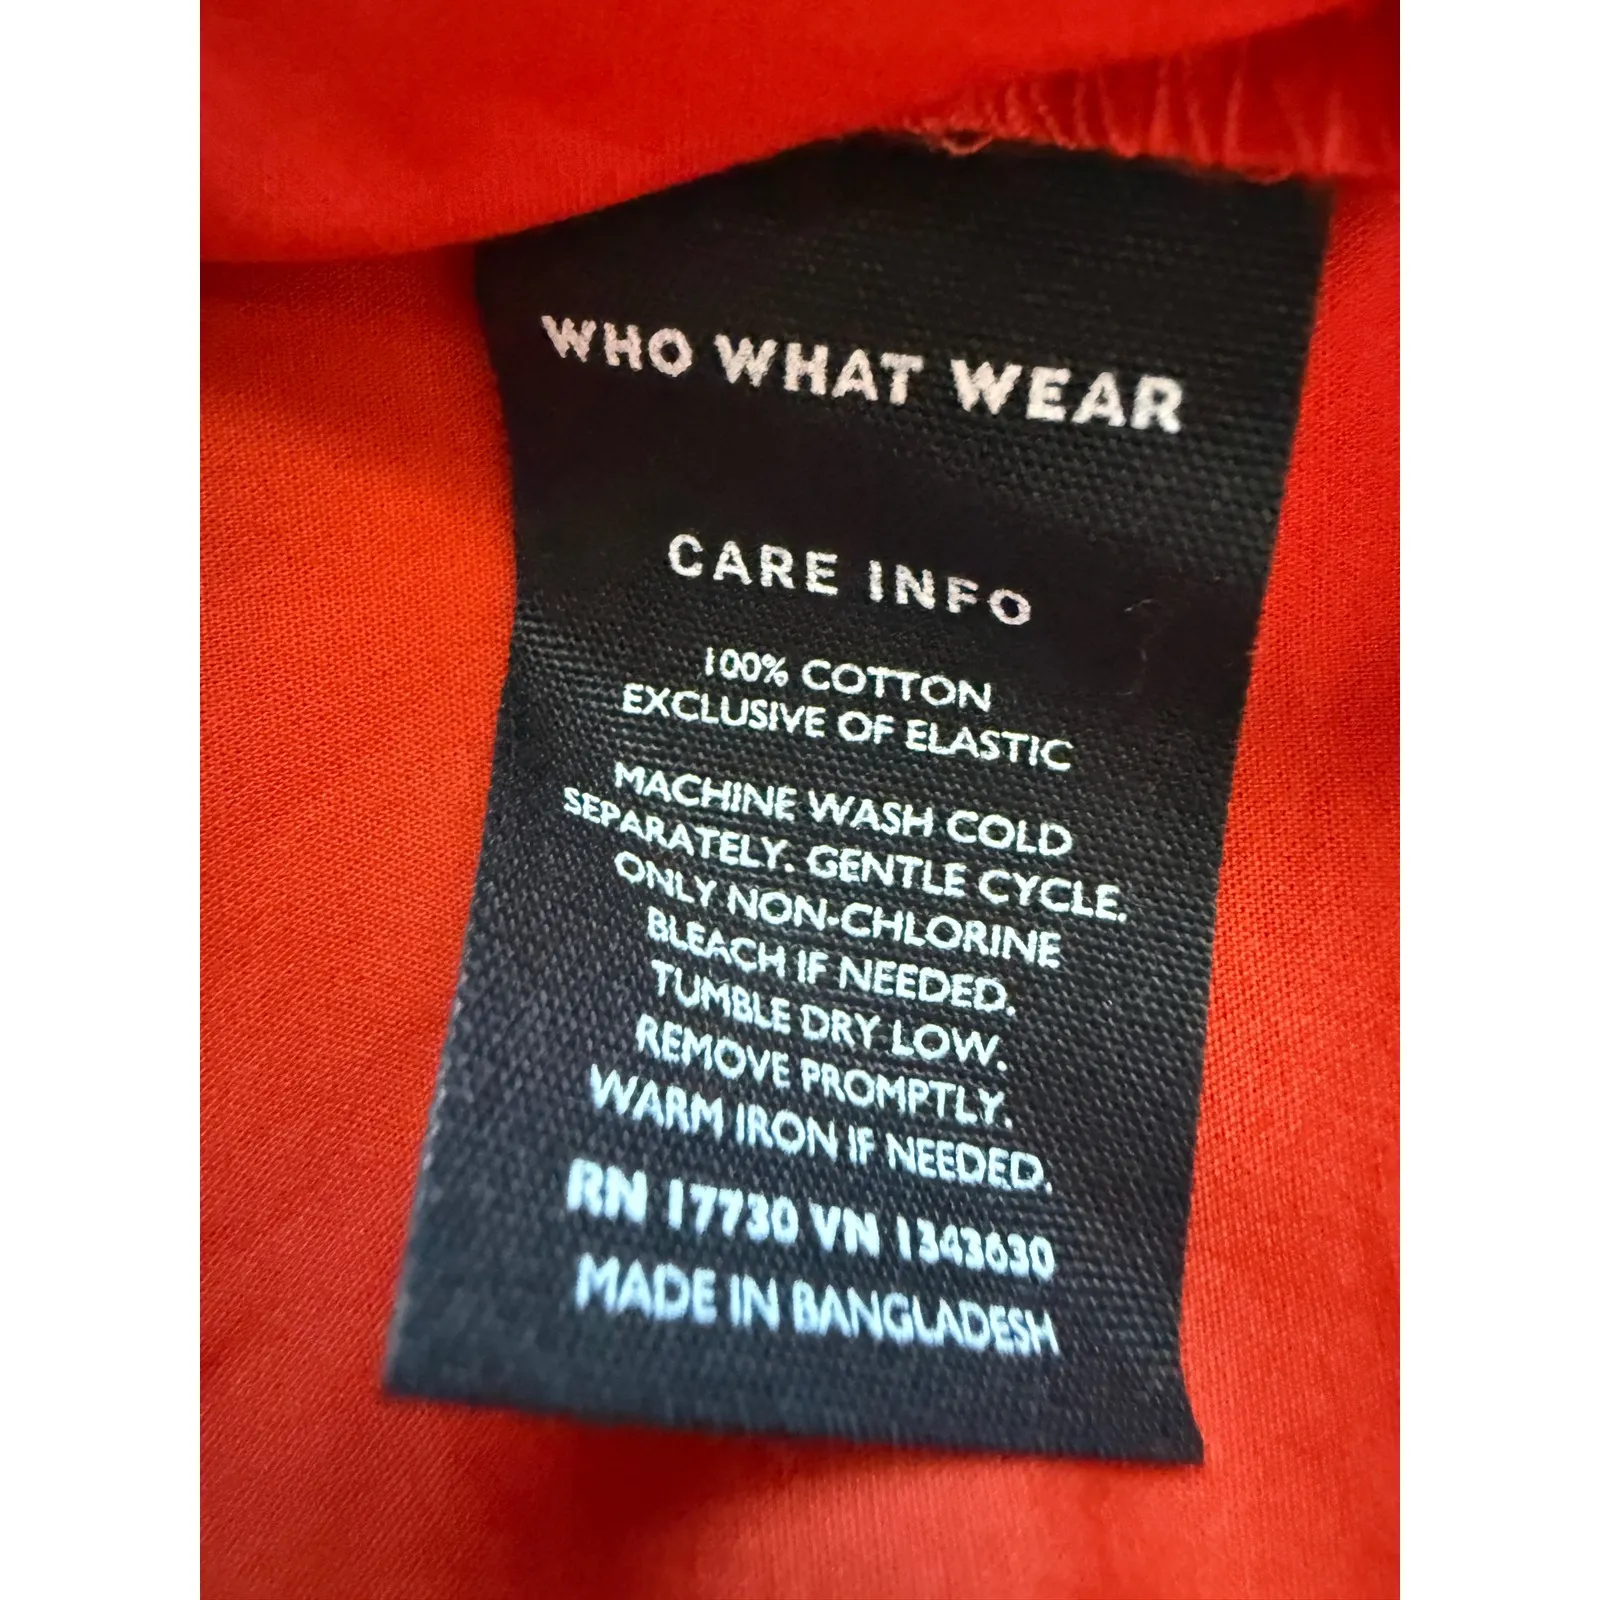 WHO WHAT WEAR
CARE INFO
100% COTTON
EXCLUSIVE OF ELASTIC
MACHINE WASH COLD
SEPARATELY. GENTLE CYCLE.
ONLY NON-CHLORINE
BLEACH IF NEEDED.
TUMBLE DRY LOW.
REMOVE PROMPTLY.
WARM IRON IF NEEDED.
RN 17730 VN 1343630
MADE IN BANGLADESH